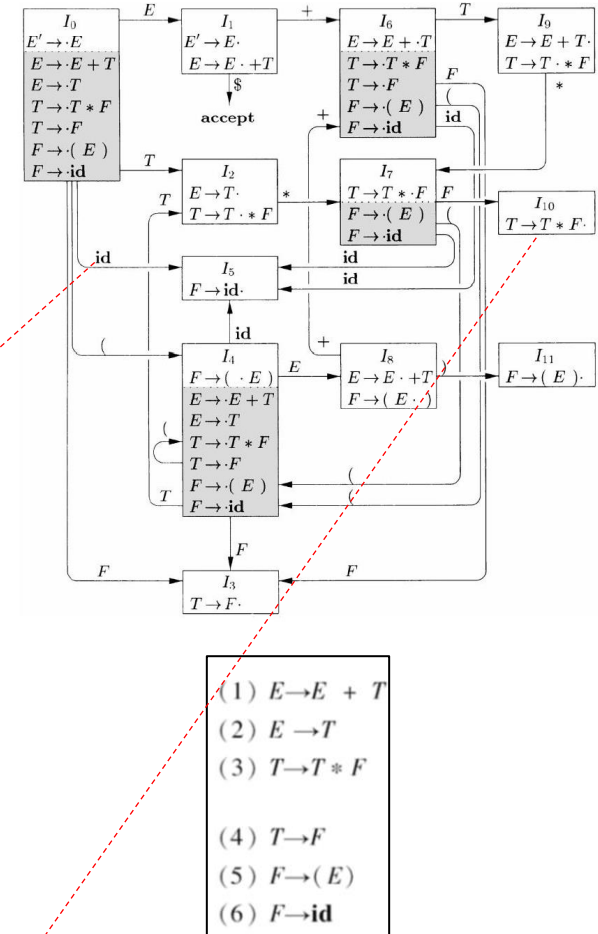 I₀
E′ → ·E
E → ·E + T
E → ·T
T → ·T * F
T → ·F
F → ·( E )
F → ·id
E
I₁
E′ → E·
E → E · +T
$
accept
+
I₆
E → E + ·T
T → ·T * F
T → ·F
F → ·( E )
F → ·id
T
I₉
E → E + T·
T → T · * F
*
F
(
id
+
T
I₂
E → T·
T → T · * F
T
*
I₇
T → T * ·F
F → ·( E )
F → ·id
F
(
I₁₀
T → T * F·
id
I₅
F → id·
id
id
id
(
I₄
F → ( · E )
E → ·E + T
E → ·T
T → ·T * F
T → ·F
F → ·( E )
F → ·id
(
T
E
+
I₈
E → E · +T
F → ( E · )
)
I₁₁
F → ( E )·
(
(
F
F
I₃
T → F·
F
(1) E→E + T
(2) E →T
(3) T→T * F
(4) T→F
(5) F→(E)
(6) F→id